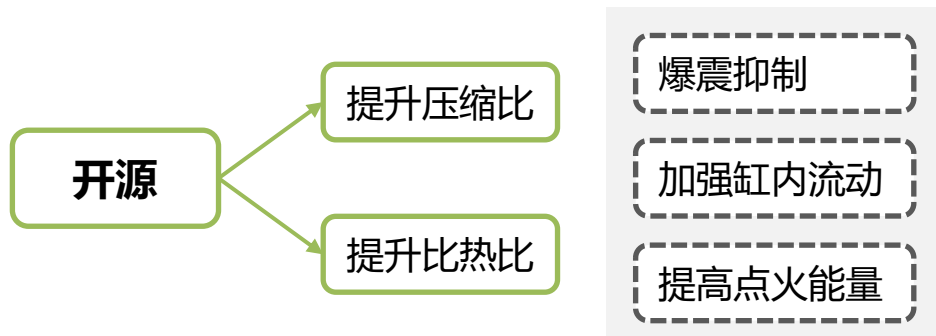 开源
提升压缩比
提升比热比
爆震抑制
加强缸内流动
提高点火能量